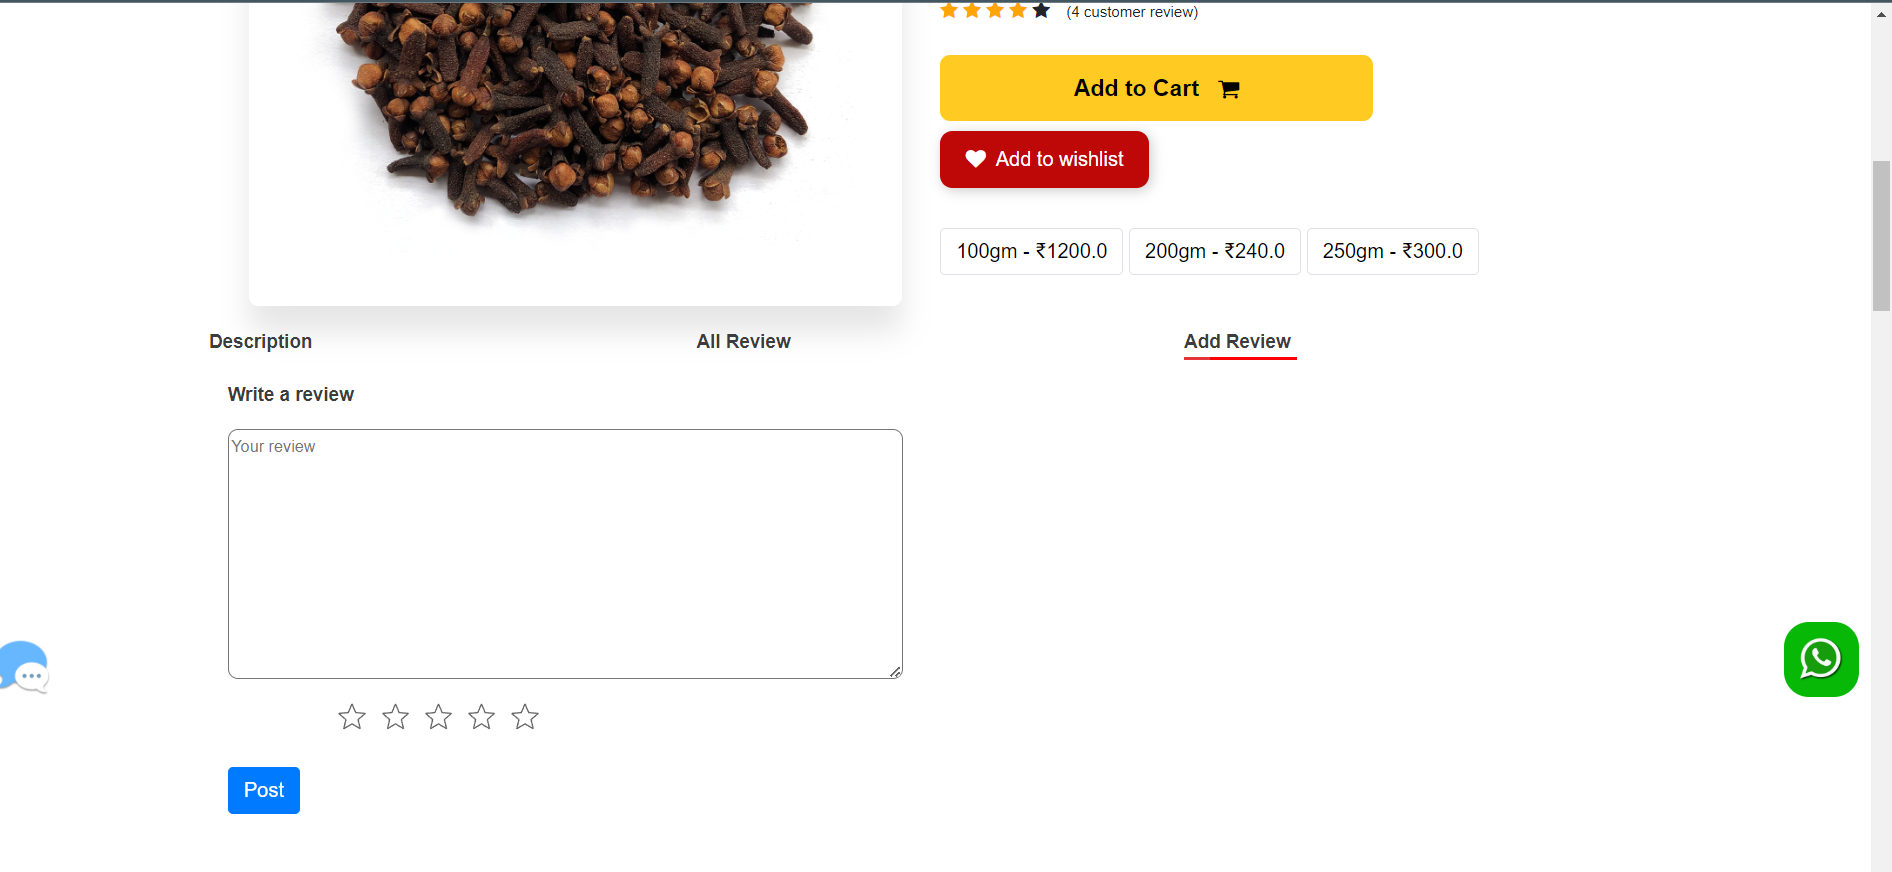 (4 customer review)
Add to Cart
Add to wishlist
100gm - ₹1200.0
200gm - ₹240.0
250gm - ₹300.0
Description
All Review
Add Review
Write a review
Your review
Post